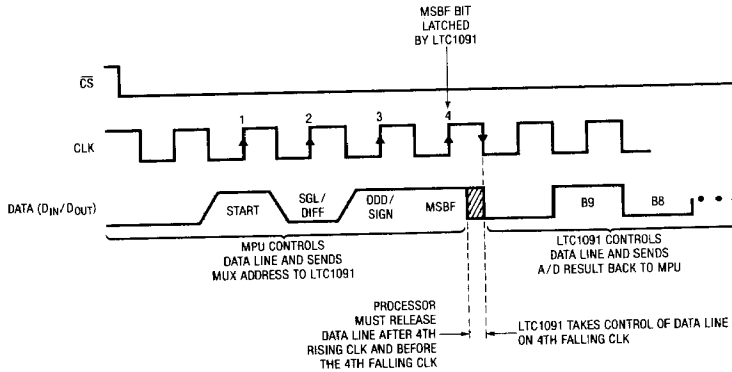 MSBF BIT
LATCHED
BY LTC1091
CS
1
2
3
4
CLK
DATA (DIN/DOUT)
START
SGL/
DIFF
ODD/
SIGN
MSBF
B9
B8
MPU CONTROLS
DATA LINE AND SENDS
MUX ADDRESS TO LTC1091
LTC1091 CONTROLS
DATA LINE AND SENDS
A/D RESULT BACK TO MPU
PROCESSOR
MUST RELEASE
DATA LINE AFTER 4TH
RISING CLK AND BEFORE
THE 4TH FALLING CLK
LTC1091 TAKES CONTROL OF DATA LINE
ON 4TH FALLING CLK